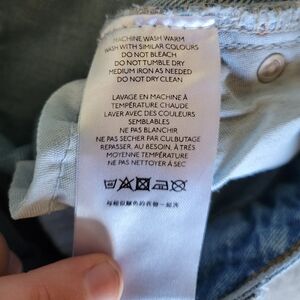 MACHINE WASH WARM
WASH WITH SIMILAR COLOURS
DO NOT BLEACH
DO NOT TUMBLE DRY
MEDIUM IRON AS NEEDED
DO NOT DRY CLEAN
LAVAGE EN MACHINE À
TEMPÉRATURE CHAUDE
LAVER AVEC DES COULEURS
SEMBLABLES
NE PAS BLANCHIR
NE PAS SECHER PAR CULBUTAGE
REPASSER, AU BESOIN, À TRÈS
MOYENNE TEMPÉRATURE
NE PAS NETTOYER À SEC